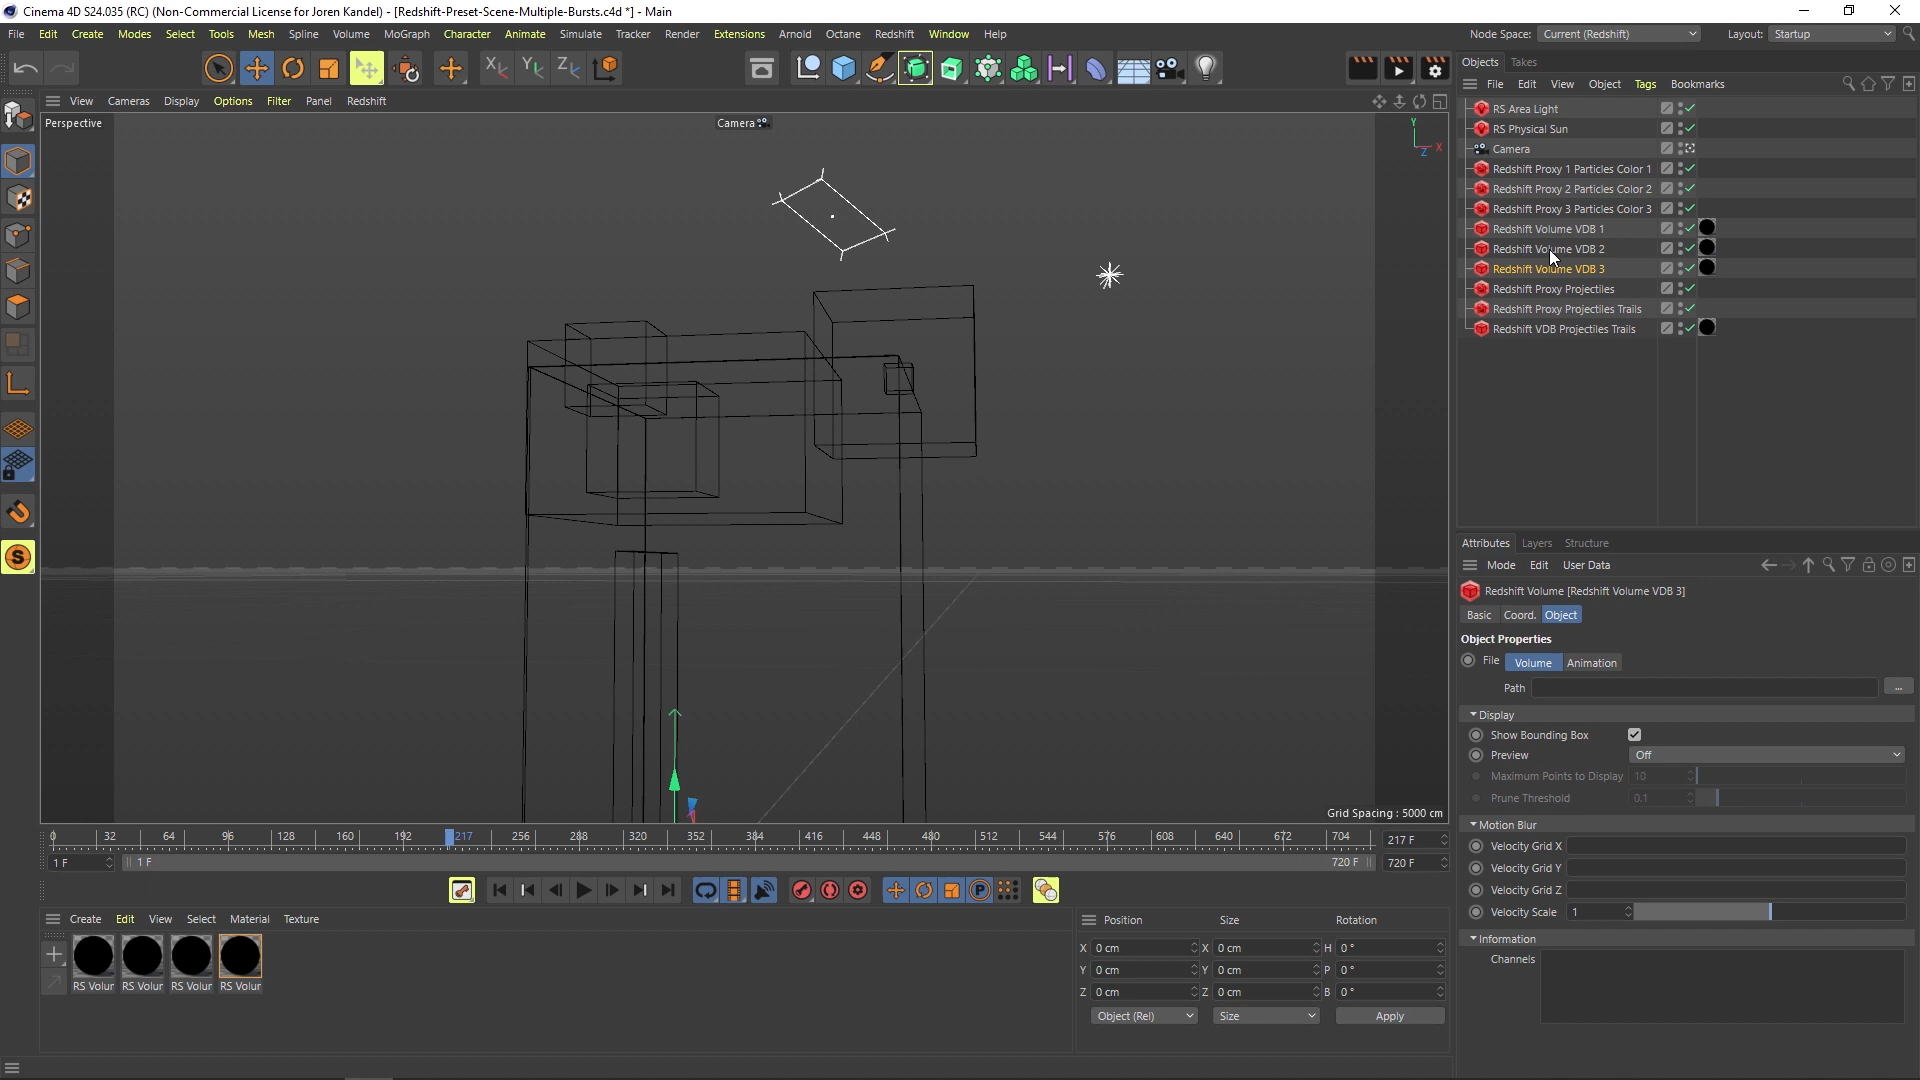 Cinema 4D S24.035 (RC) (Non-Commercial License for Joren Kandel) - [Redshift-Preset-Scene-Multiple-Bursts.c4d *] - Main
File Edit Create Modes Select Tools Mesh Spline Volume MoGraph Character Animate Simulate Tracker Render Extensions Arnold Octane Redshift Window Help
Node Space: Current (Redshift) Layout: Startup
Objects Takes
File Edit View Object Tags Bookmarks
View Cameras Display Options Filter Panel Redshift
Perspective
Camera
Y
X
Z
RS Area Light
RS Physical Sun
Camera
Redshift Proxy 1 Particles Color 1
Redshift Proxy 2 Particles Color 2
Redshift Proxy 3 Particles Color 3
Redshift Volume VDB 1
Redshift Volume VDB 2
Redshift Volume VDB 3
Redshift Proxy Projectiles
Redshift Proxy Projectiles Trails
Redshift VDB Projectiles Trails
Attributes Layers Structure
Mode Edit User Data
Redshift Volume [Redshift Volume VDB 3]
Basic Coord. Object
Object Properties
File Volume Animation
Path ...
Display
Show Bounding Box
Preview Off
Maximum Points to Display 10
Prune Threshold 0.1
Motion Blur
Velocity Grid X
Velocity Grid Y
Velocity Grid Z
Velocity Scale 1
Information
Channels
Grid Spacing : 5000 cm
0 32 64 96 128 160 192 217 256 288 320 352 384 416 448 480 512 544 576 608 640 672 704 217 F
1 F 1 F 720 F 720 F
Create Edit View Select Material Texture
RS Volur RS Volur RS Volur RS Volur
Position Size Rotation
X 0 cm X 0 cm H 0 °
Y 0 cm Y 0 cm P 0 °
Z 0 cm Z 0 cm B 0 °
Object (Rel) Size Apply